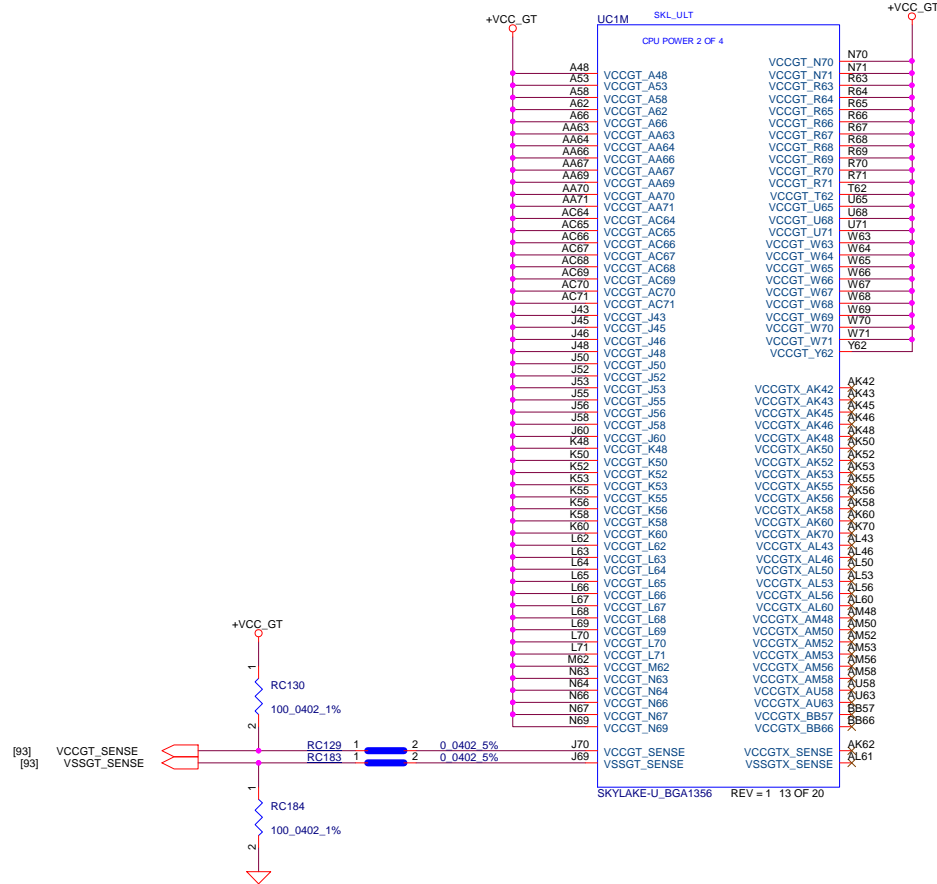 +VCC_GT
+VCC_GT
UC1M
SKL_ULT
CPU POWER 2 OF 4
A48 VCCGT_A48
A53 VCCGT_A53
A58 VCCGT_A58
A62 VCCGT_A62
A66 VCCGT_A66
AA63 VCCGT_AA63
AA64 VCCGT_AA64
AA66 VCCGT_AA66
AA67 VCCGT_AA67
AA69 VCCGT_AA69
AA70 VCCGT_AA70
AA71 VCCGT_AA71
AC64 VCCGT_AC64
AC65 VCCGT_AC65
AC66 VCCGT_AC66
AC67 VCCGT_AC67
AC68 VCCGT_AC68
AC69 VCCGT_AC69
AC70 VCCGT_AC70
AC71 VCCGT_AC71
J43 VCCGT_J43
J45 VCCGT_J45
J46 VCCGT_J46
J48 VCCGT_J48
J50 VCCGT_J50
J52 VCCGT_J52
J53 VCCGT_J53
J55 VCCGT_J55
J56 VCCGT_J56
J58 VCCGT_J58
J60 VCCGT_J60
K48 VCCGT_K48
K50 VCCGT_K50
K52 VCCGT_K52
K53 VCCGT_K53
K55 VCCGT_K55
K56 VCCGT_K56
K58 VCCGT_K58
K60 VCCGT_K60
L62 VCCGT_L62
L63 VCCGT_L63
L64 VCCGT_L64
L65 VCCGT_L65
L66 VCCGT_L66
L67 VCCGT_L67
L68 VCCGT_L68
L69 VCCGT_L69
L70 VCCGT_L70
L71 VCCGT_L71
M62 VCCGT_M62
N63 VCCGT_N63
N64 VCCGT_N64
N66 VCCGT_N66
N67 VCCGT_N67
N69 VCCGT_N69
VCCGT_N70 N70
VCCGT_N71 N71
VCCGT_R63 R63
VCCGT_R64 R64
VCCGT_R65 R65
VCCGT_R66 R66
VCCGT_R67 R67
VCCGT_R68 R68
VCCGT_R69 R69
VCCGT_R70 R70
VCCGT_R71 R71
VCCGT_T62 T62
VCCGT_U65 U65
VCCGT_U68 U68
VCCGT_U71 U71
VCCGT_W63 W63
VCCGT_W64 W64
VCCGT_W65 W65
VCCGT_W66 W66
VCCGT_W67 W67
VCCGT_W68 W68
VCCGT_W69 W69
VCCGT_W70 W70
VCCGT_W71 W71
VCCGT_Y62 Y62
VCCGTX_AK42 AK42
VCCGTX_AK43 AK43
VCCGTX_AK45 AK45
VCCGTX_AK46 AK46
VCCGTX_AK48 AK48
VCCGTX_AK50 AK50
VCCGTX_AK52 AK52
VCCGTX_AK53 AK53
VCCGTX_AK55 AK55
VCCGTX_AK56 AK56
VCCGTX_AK58 AK58
VCCGTX_AK60 AK60
VCCGTX_AK70 AK70
VCCGTX_AL43 AL43
VCCGTX_AL46 AL46
VCCGTX_AL50 AL50
VCCGTX_AL53 AL53
VCCGTX_AL56 AL56
VCCGTX_AL60 AL60
VCCGTX_AM48 AM48
VCCGTX_AM50 AM50
VCCGTX_AM52 AM52
VCCGTX_AM53 AM53
VCCGTX_AM56 AM56
VCCGTX_AM58 AM58
VCCGTX_AU58 AU58
VCCGTX_AU63 AU63
VCCGTX_BB57 BB57
VCCGTX_BB66 BB66
+VCC_GT
1
RC130
100_0402_1%
2
[93] VCCGT_SENSE RC129 1 2 0_0402_5% J70 VCCGT_SENSE VCCGTX_SENSE AK62
[93] VSSGT_SENSE RC183 1 2 0_0402_5% J69 VSSGT_SENSE VSSGTX_SENSE AL61
1
RC184
100_0402_1%
2
SKYLAKE-U_BGA1356 REV = 1 13 OF 20